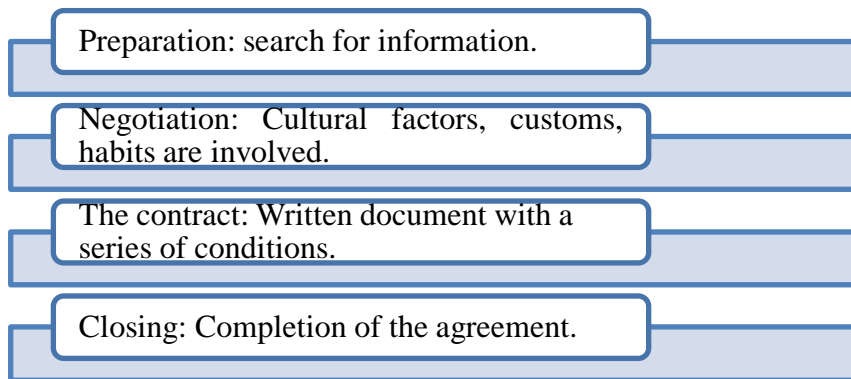 Preparation: search for information.
Negotiation: Cultural factors, customs,
habits are involved.
The contract: Written document with a
series of conditions.
Closing: Completion of the agreement.